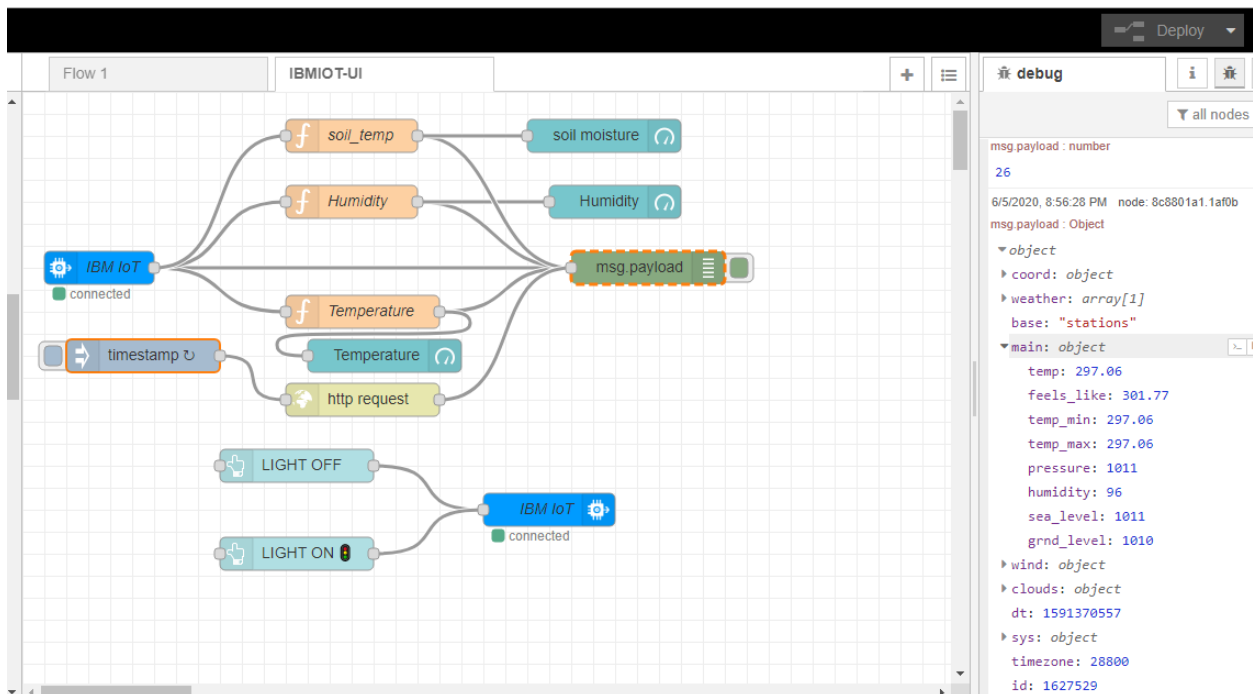 Deploy
Flow 1
IBMIOT-UI
debug
i
all nodes
soil_temp
soil moisture
Humidity
Humidity
IBM IoT
connected
msg.payload
Temperature
timestamp ↻
Temperature
http request
LIGHT OFF
IBM IoT
connected
LIGHT ON
msg.payload : number
26
6/5/2020, 8:56:28 PM node: 8c8801a1.1af0b
msg.payload : Object
object
coord: object
weather: array[1]
base: "stations"
main: object
temp: 297.06
feels_like: 301.77
temp_min: 297.06
temp_max: 297.06
pressure: 1011
humidity: 96
sea_level: 1011
grnd_level: 1010
wind: object
clouds: object
dt: 1591370557
sys: object
timezone: 28800
id: 1627529